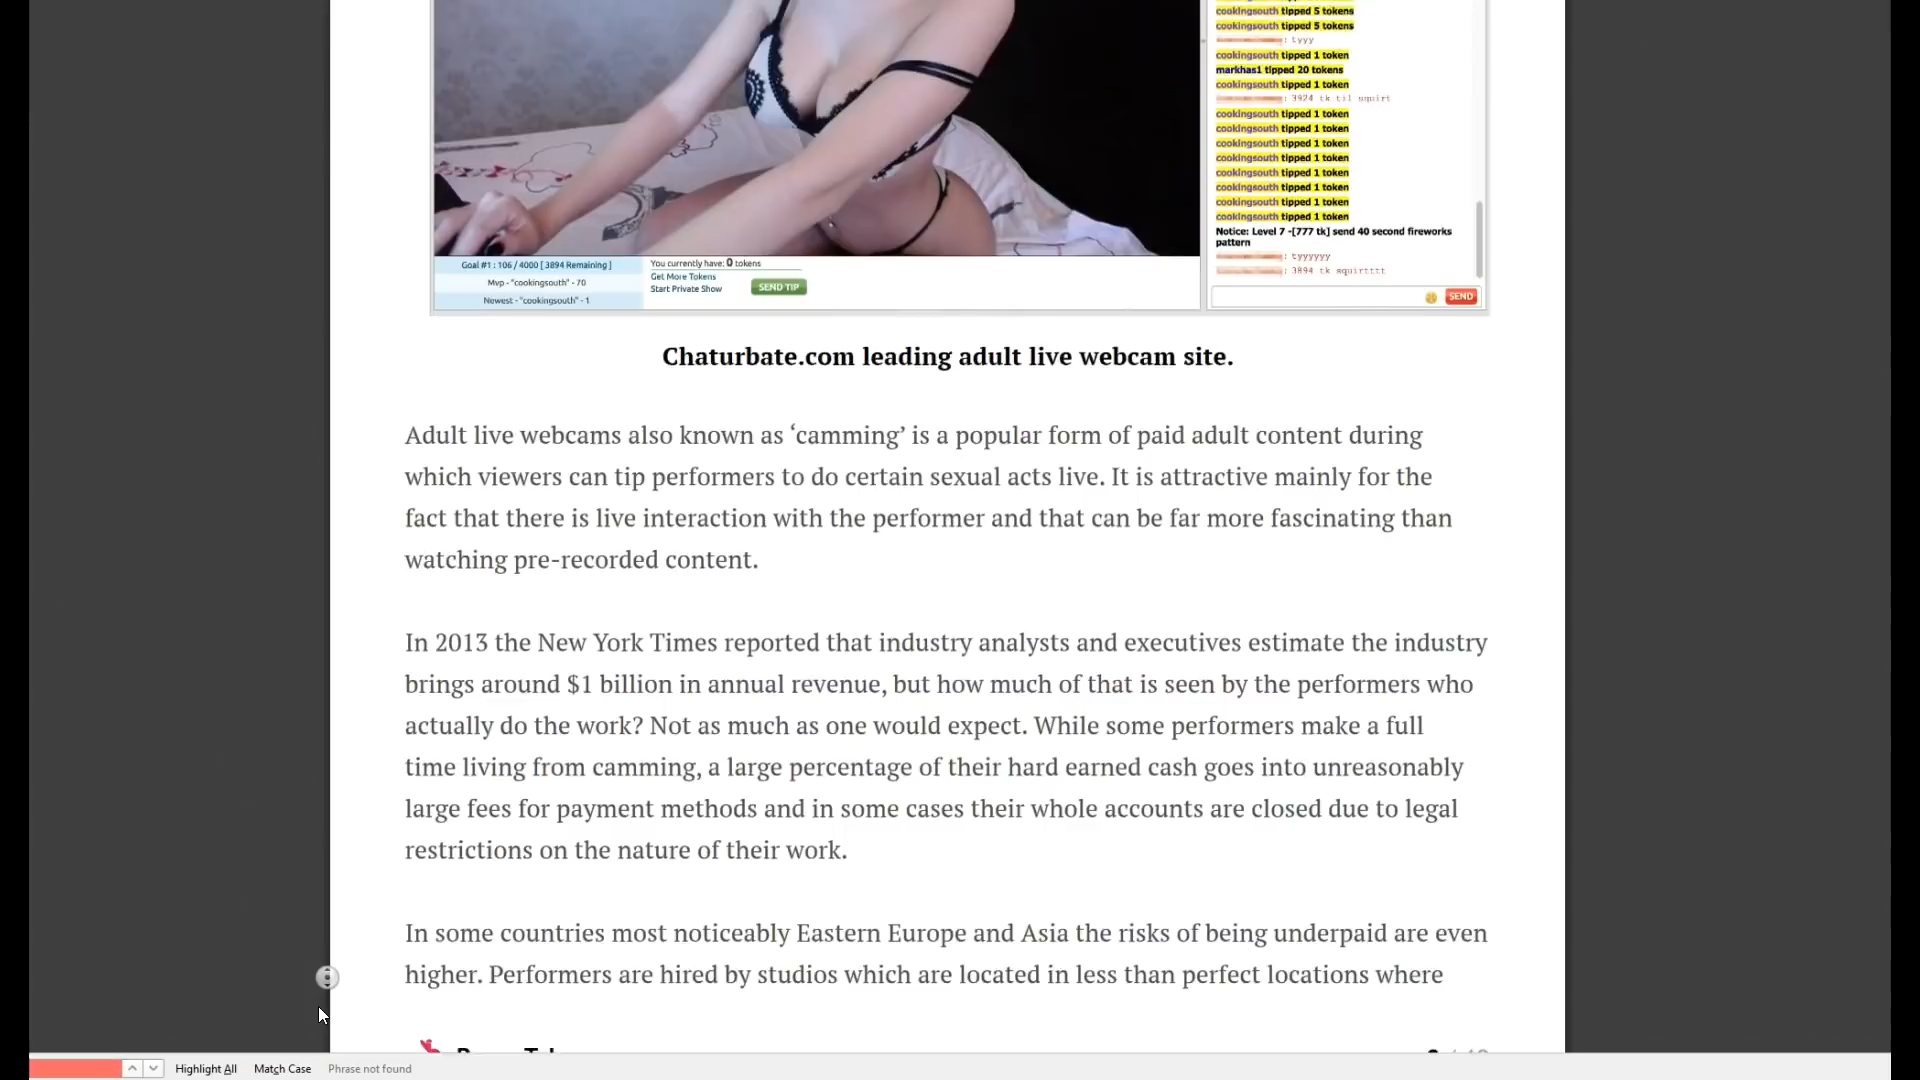 cookingsouth tipped 5 tokens
cookingsouth tipped 5 tokens
: tyyy
cookingsouth tipped 1 token
markhas1 tipped 20 tokens
cookingsouth tipped 1 token
: 3924 tk til squirt
cookingsouth tipped 1 token
cookingsouth tipped 1 token
cookingsouth tipped 1 token
cookingsouth tipped 1 token
cookingsouth tipped 1 token
cookingsouth tipped 1 token
cookingsouth tipped 1 token
cookingsouth tipped 1 token
Notice: Level 7 -[777 tk] send 40 second fireworks
pattern
: tyyyyyy
: 3894 tk squirtttt
SEND
Goal #1 : 106 / 4000 [ 3894 Remaining ]
Mvp - "cookingsouth" - 70
Newest - "cookingsouth" - 1
You currently have: 0 tokens
Get More Tokens
Start Private Show
SEND TIP
Chaturbate.com leading adult live webcam site.
Adult live webcams also known as ‘camming’ is a popular form of paid adult content during
which viewers can tip performers to do certain sexual acts live. It is attractive mainly for the
fact that there is live interaction with the performer and that can be far more fascinating than
watching pre-recorded content.
In 2013 the New York Times reported that industry analysts and executives estimate the industry
brings around $1 billion in annual revenue, but how much of that is seen by the performers who
actually do the work? Not as much as one would expect. While some performers make a full
time living from camming, a large percentage of their hard earned cash goes into unreasonably
large fees for payment methods and in some cases their whole accounts are closed due to legal
restrictions on the nature of their work.
In some countries most noticeably Eastern Europe and Asia the risks of being underpaid are even
higher. Performers are hired by studios which are located in less than perfect locations where
Highlight All
Match Case
Phrase not found